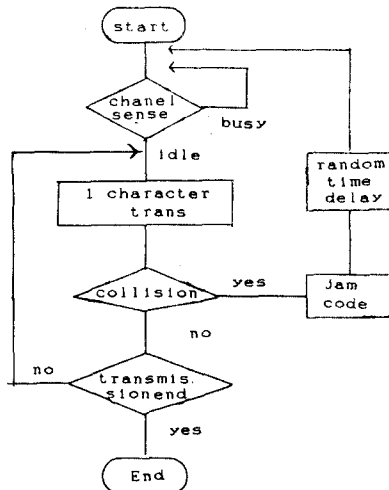 start
chanel
sense
busy
idle
random
time
delay
1 character
trans
collision
yes
Jam
code
no
no
transmis.
sionend
yes
End